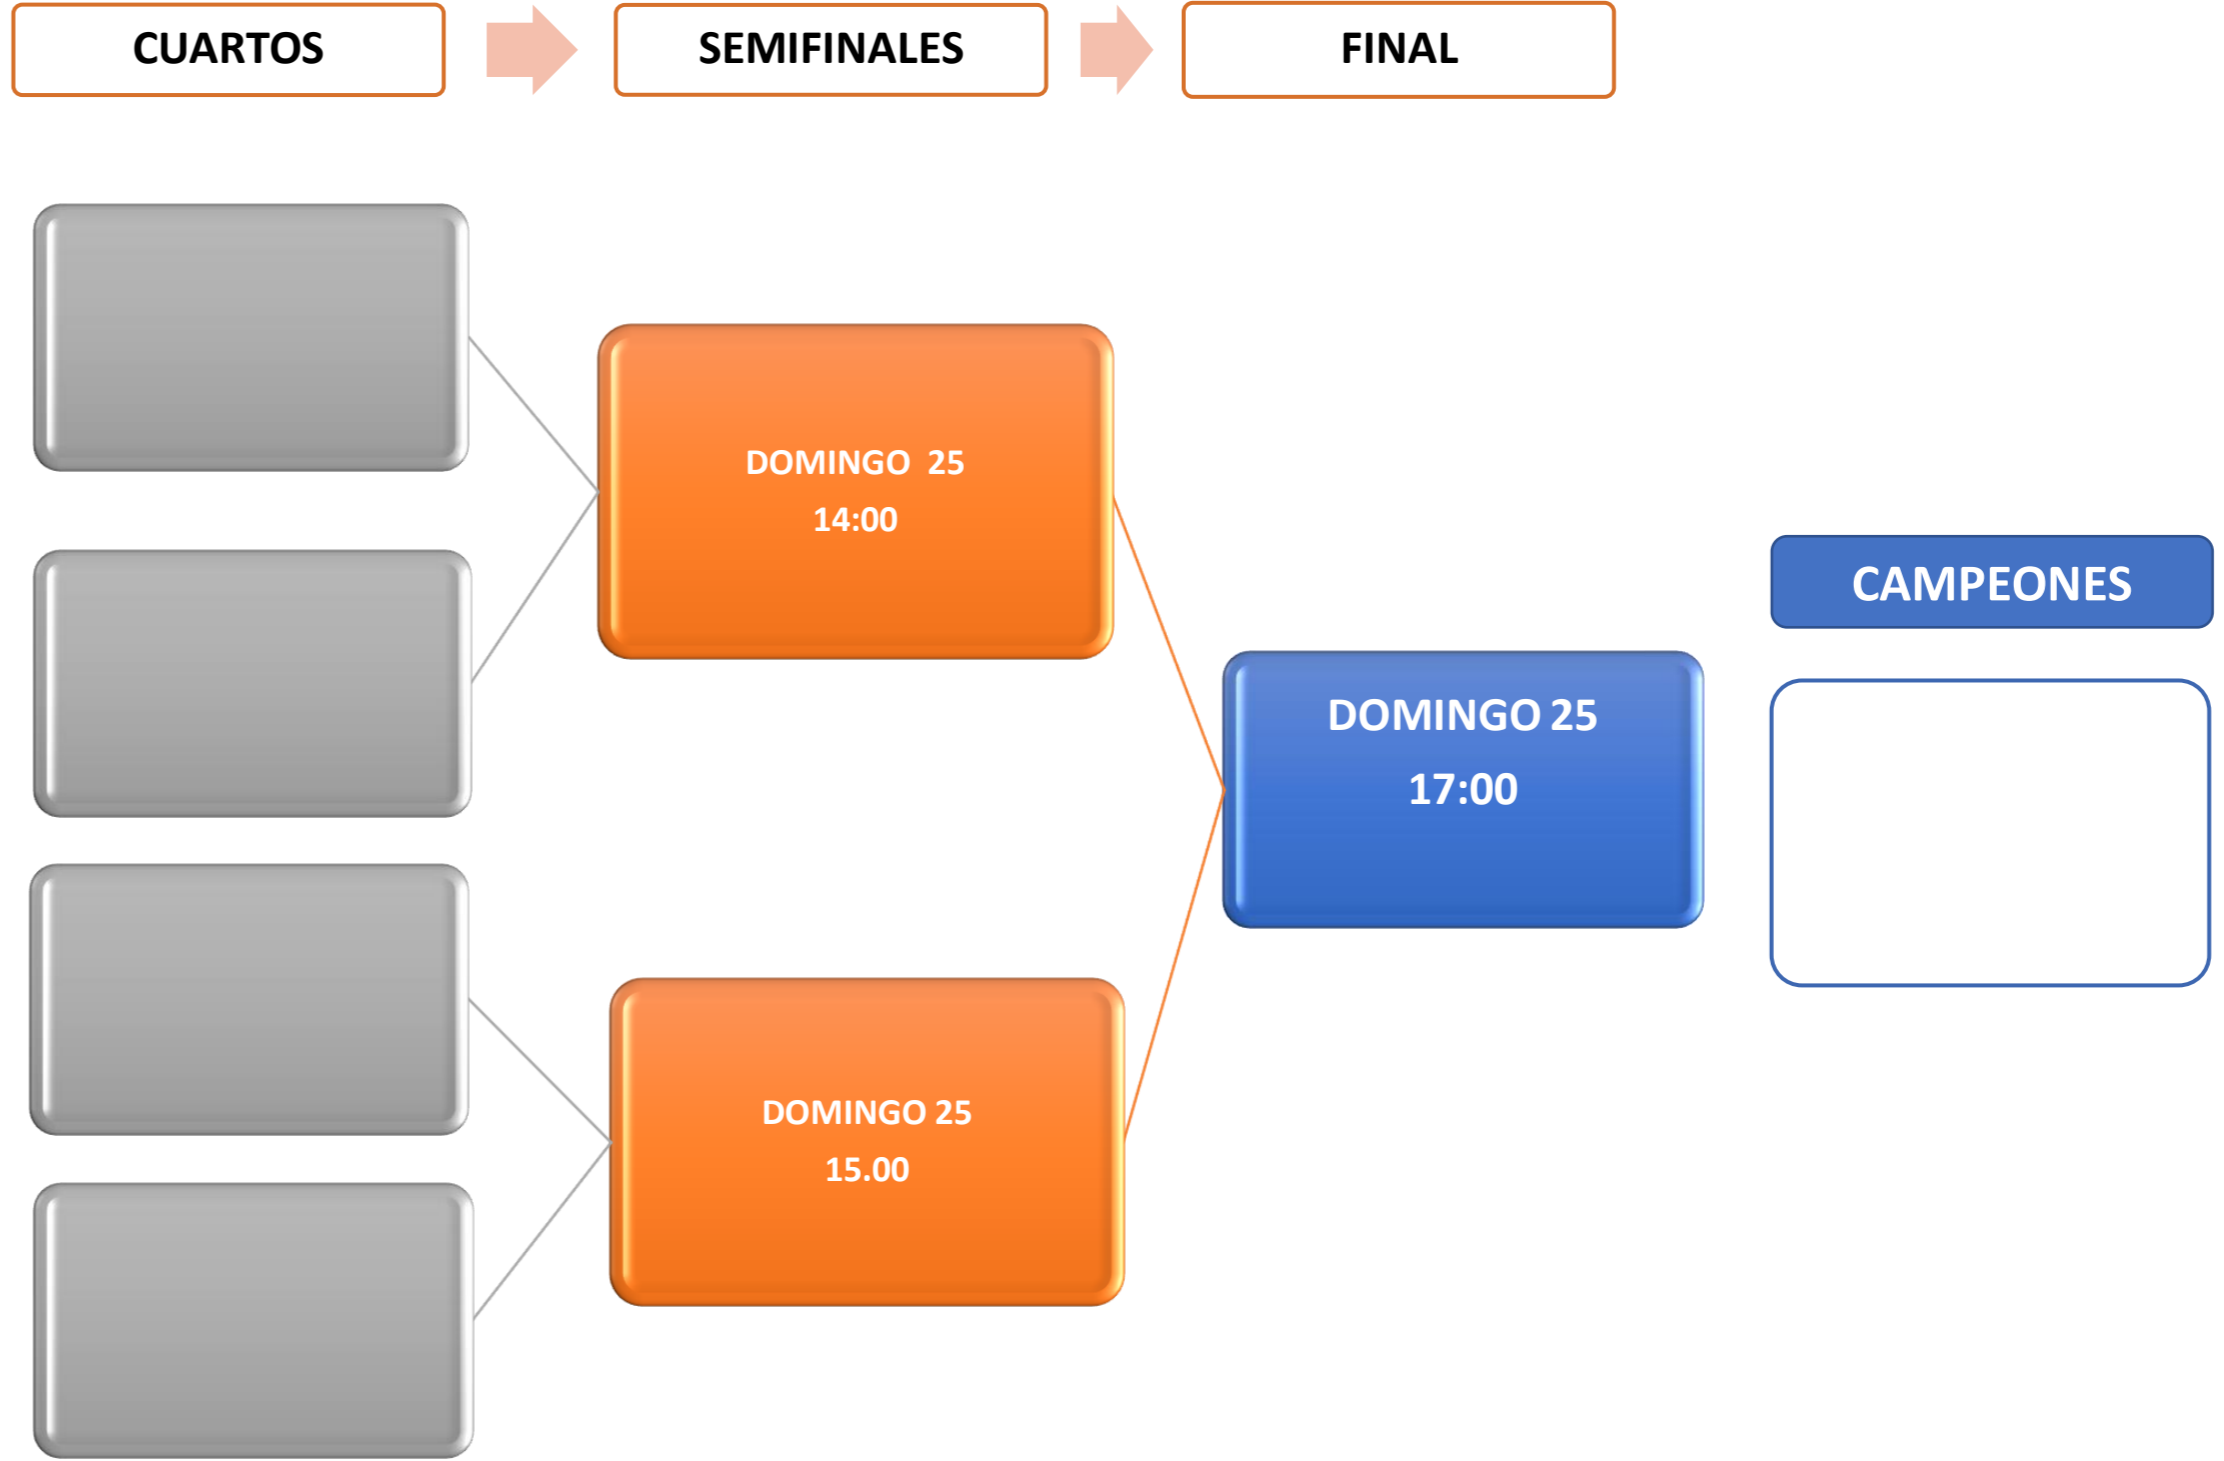 CUARTOS
SEMIFINALES
FINAL
DOMINGO  25
14:00
CAMPEONES
DOMINGO 25
17:00
DOMINGO 25
15.00